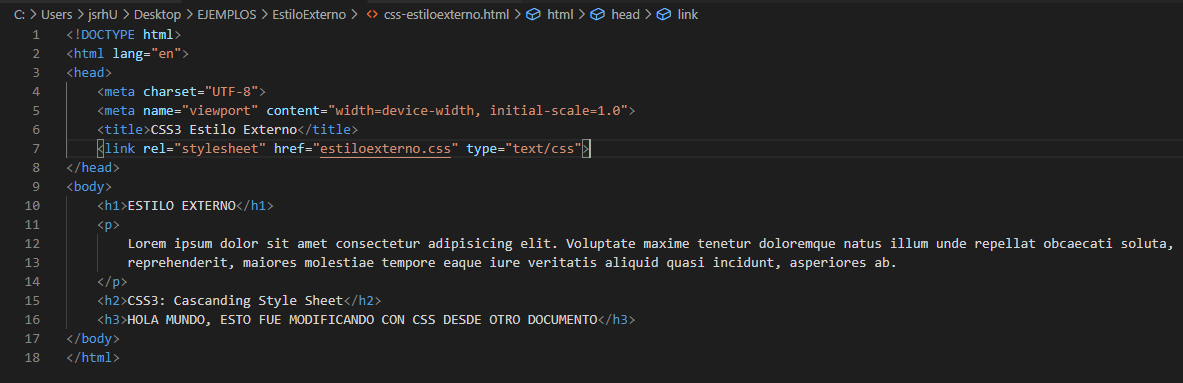 C: > Users > jsrhU > Desktop > EJEMPLOS > EstiloExterno > <> css-estiloexterno.html > html > head > link
1 <!DOCTYPE html>
2 <html lang="en">
3 <head>
4 <meta charset="UTF-8">
5 <meta name="viewport" content="width=device-width, initial-scale=1.0">
6 <title>CSS3 Estilo Externo</title>
7 <link rel="stylesheet" href="estiloexterno.css" type="text/css">
8 </head>
9 <body>
10 <h1>ESTILO EXTERNO</h1>
11 <p>
12 Lorem ipsum dolor sit amet consectetur adipisicing elit. Voluptate maxime tenetur doloremque natus illum unde repellat obcaecati soluta,
13 reprehenderit, maiores molestiae tempore eaque iure veritatis aliquid quasi incidunt, asperiores ab.
14 </p>
15 <h2>CSS3: Cascanding Style Sheet</h2>
16 <h3>HOLA MUNDO, ESTO FUE MODIFICANDO CON CSS DESDE OTRO DOCUMENTO</h3>
17 </body>
18 </html>